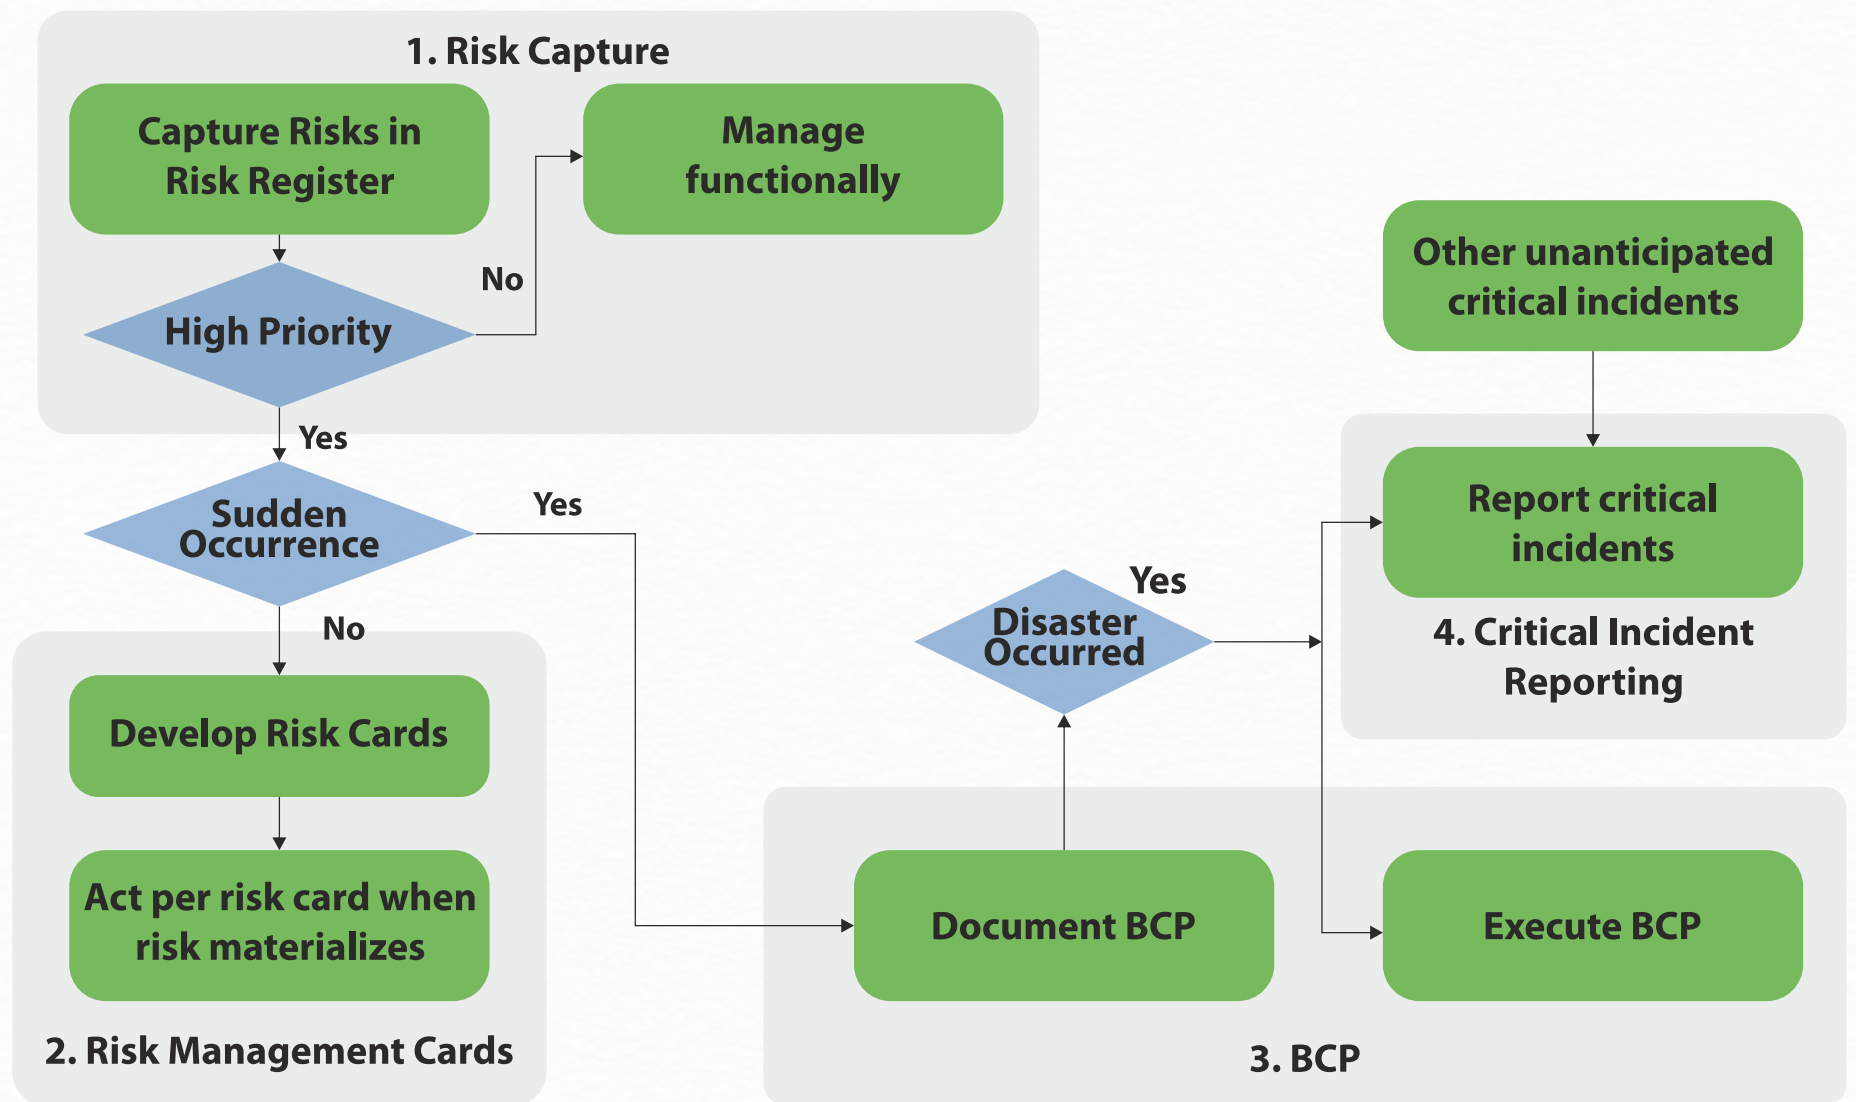 1. Risk Capture
Capture Risks in
Risk Register
Manage
functionally
No
High Priority
Yes
Sudden
Occurrence
Yes
No
Develop Risk Cards
Act per risk card when
risk materializes
2. Risk Management Cards
Other unanticipated
critical incidents
Report critical
incidents
4. Critical Incident
Reporting
Yes
Disaster
Occurred
Document BCP
Execute BCP
3. BCP